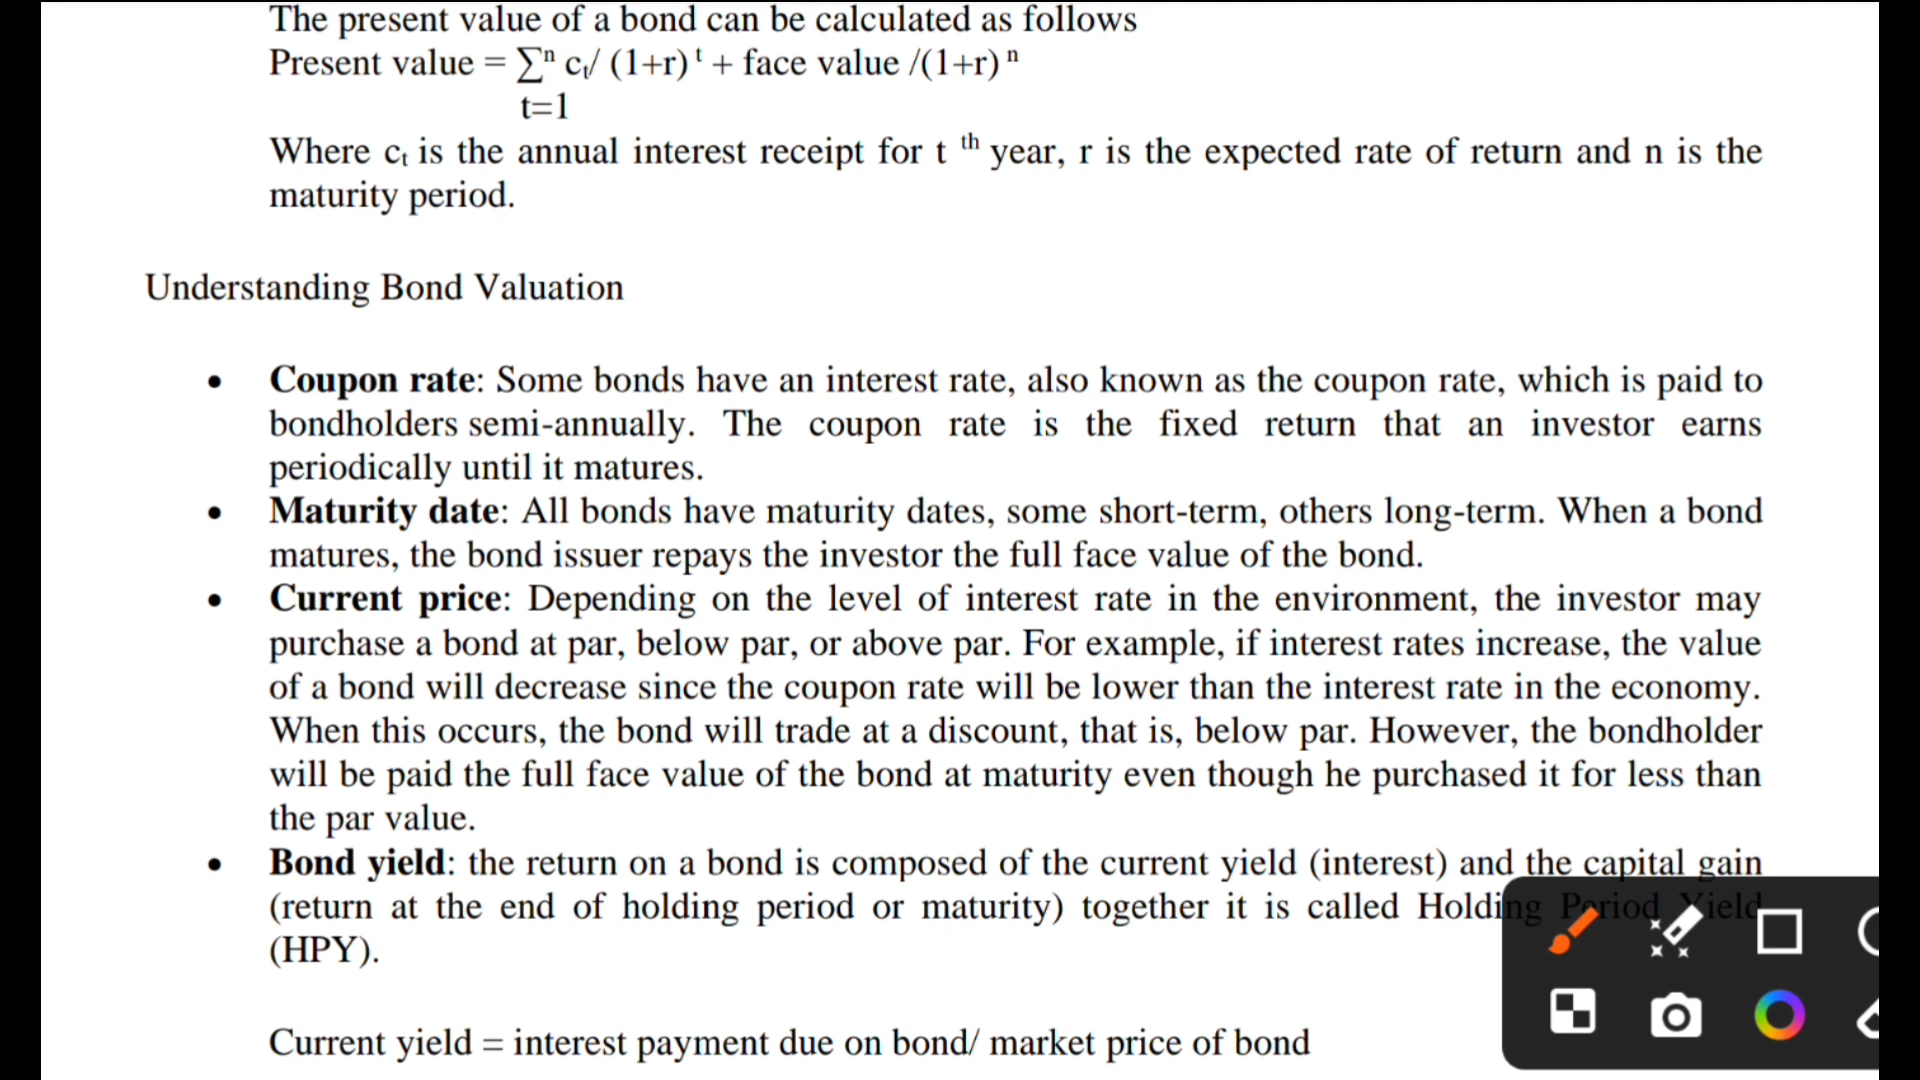 The present value of a bond can be calculated as follows
Present value = ∑ⁿ cₜ/ (1+r) ᵗ + face value /(1+r) ⁿ
t=1
Where cₜ is the annual interest receipt for t ᵗʰ year, r is the expected rate of return and n is the
maturity period.
Understanding Bond Valuation
• Coupon rate: Some bonds have an interest rate, also known as the coupon rate, which is paid to
bondholders semi-annually. The coupon rate is the fixed return that an investor earns
periodically until it matures.
• Maturity date: All bonds have maturity dates, some short-term, others long-term. When a bond
matures, the bond issuer repays the investor the full face value of the bond.
• Current price: Depending on the level of interest rate in the environment, the investor may
purchase a bond at par, below par, or above par. For example, if interest rates increase, the value
of a bond will decrease since the coupon rate will be lower than the interest rate in the economy.
When this occurs, the bond will trade at a discount, that is, below par. However, the bondholder
will be paid the full face value of the bond at maturity even though he purchased it for less than
the par value.
• Bond yield: the return on a bond is composed of the current yield (interest) and the capital gain
(return at the end of holding period or maturity) together it is called Holding Period Yield
(HPY).
Current yield = interest payment due on bond/ market price of bond